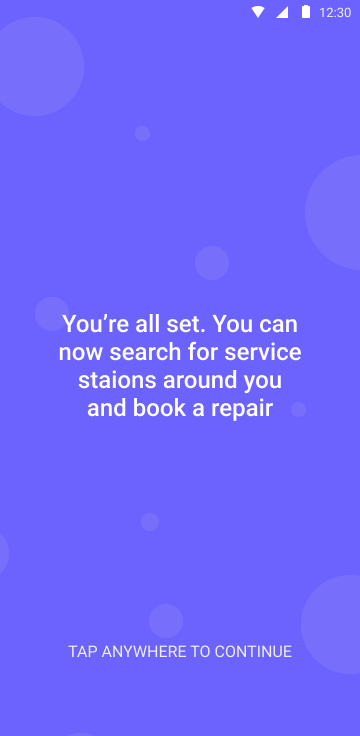 12:30
You’re all set. You can
now search for service
staions around you
and book a repair
TAP ANYWHERE TO CONTINUE